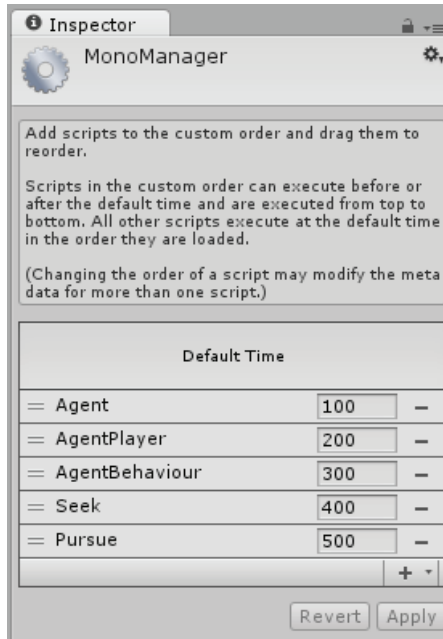 Inspector
MonoManager
Add scripts to the custom order and drag them to
reorder.
Scripts in the custom order can execute before or
after the default time and are executed from top to
bottom. All other scripts execute at the default time
in the order they are loaded.
(Changing the order of a script may modify the meta
data for more than one script.)
Default Time
Agent 100
AgentPlayer 200
AgentBehaviour 300
Seek 400
Pursue 500
Revert Apply